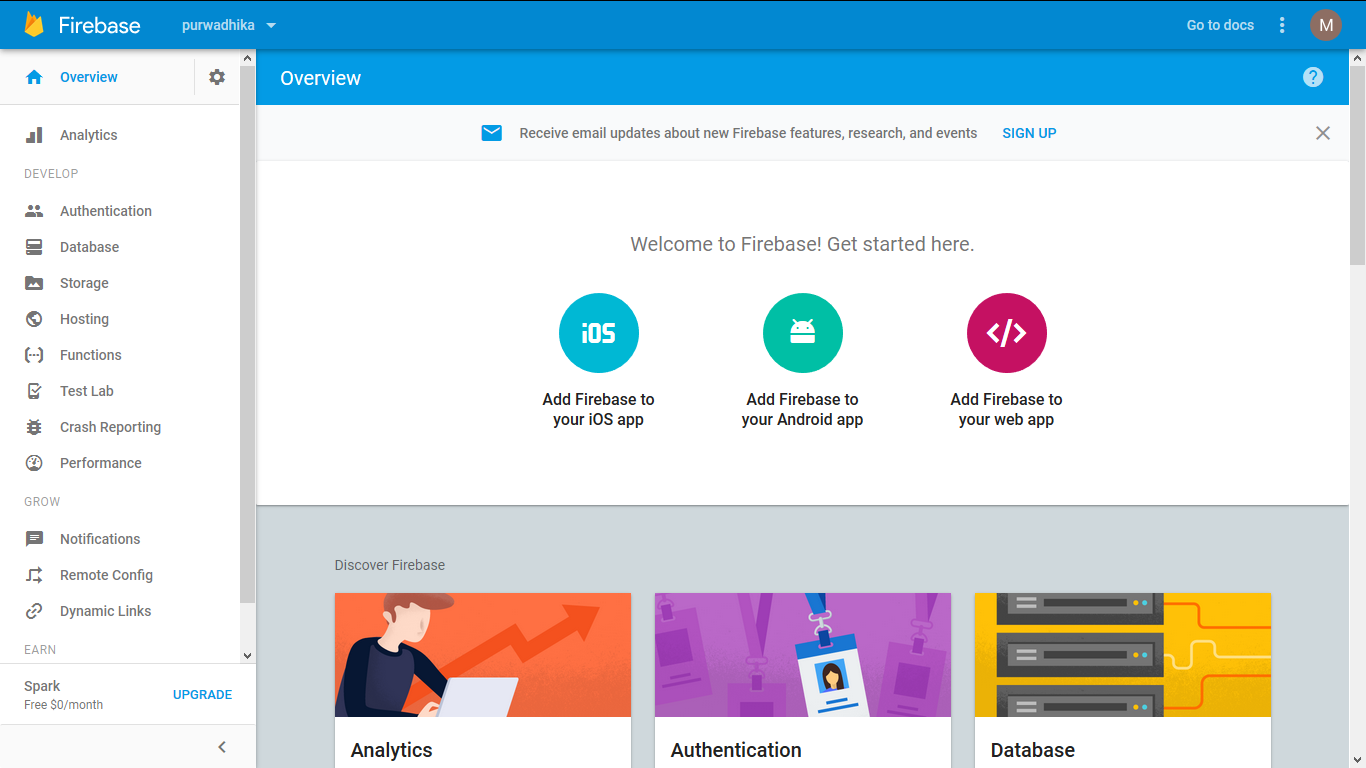 Firebase
purwadhika
Go to docs
M
Overview
Analytics
DEVELOP
Authentication
Database
Storage
Hosting
Functions
Test Lab
Crash Reporting
Performance
GROW
Notifications
Remote Config
Dynamic Links
EARN
Spark
Free $0/month
UPGRADE
Overview
?
Receive email updates about new Firebase features, research, and events SIGN UP
Welcome to Firebase! Get started here.
iOS
Add Firebase to
your iOS app
Add Firebase to
your Android app
</>
Add Firebase to
your web app
Discover Firebase
Analytics
Authentication
Database